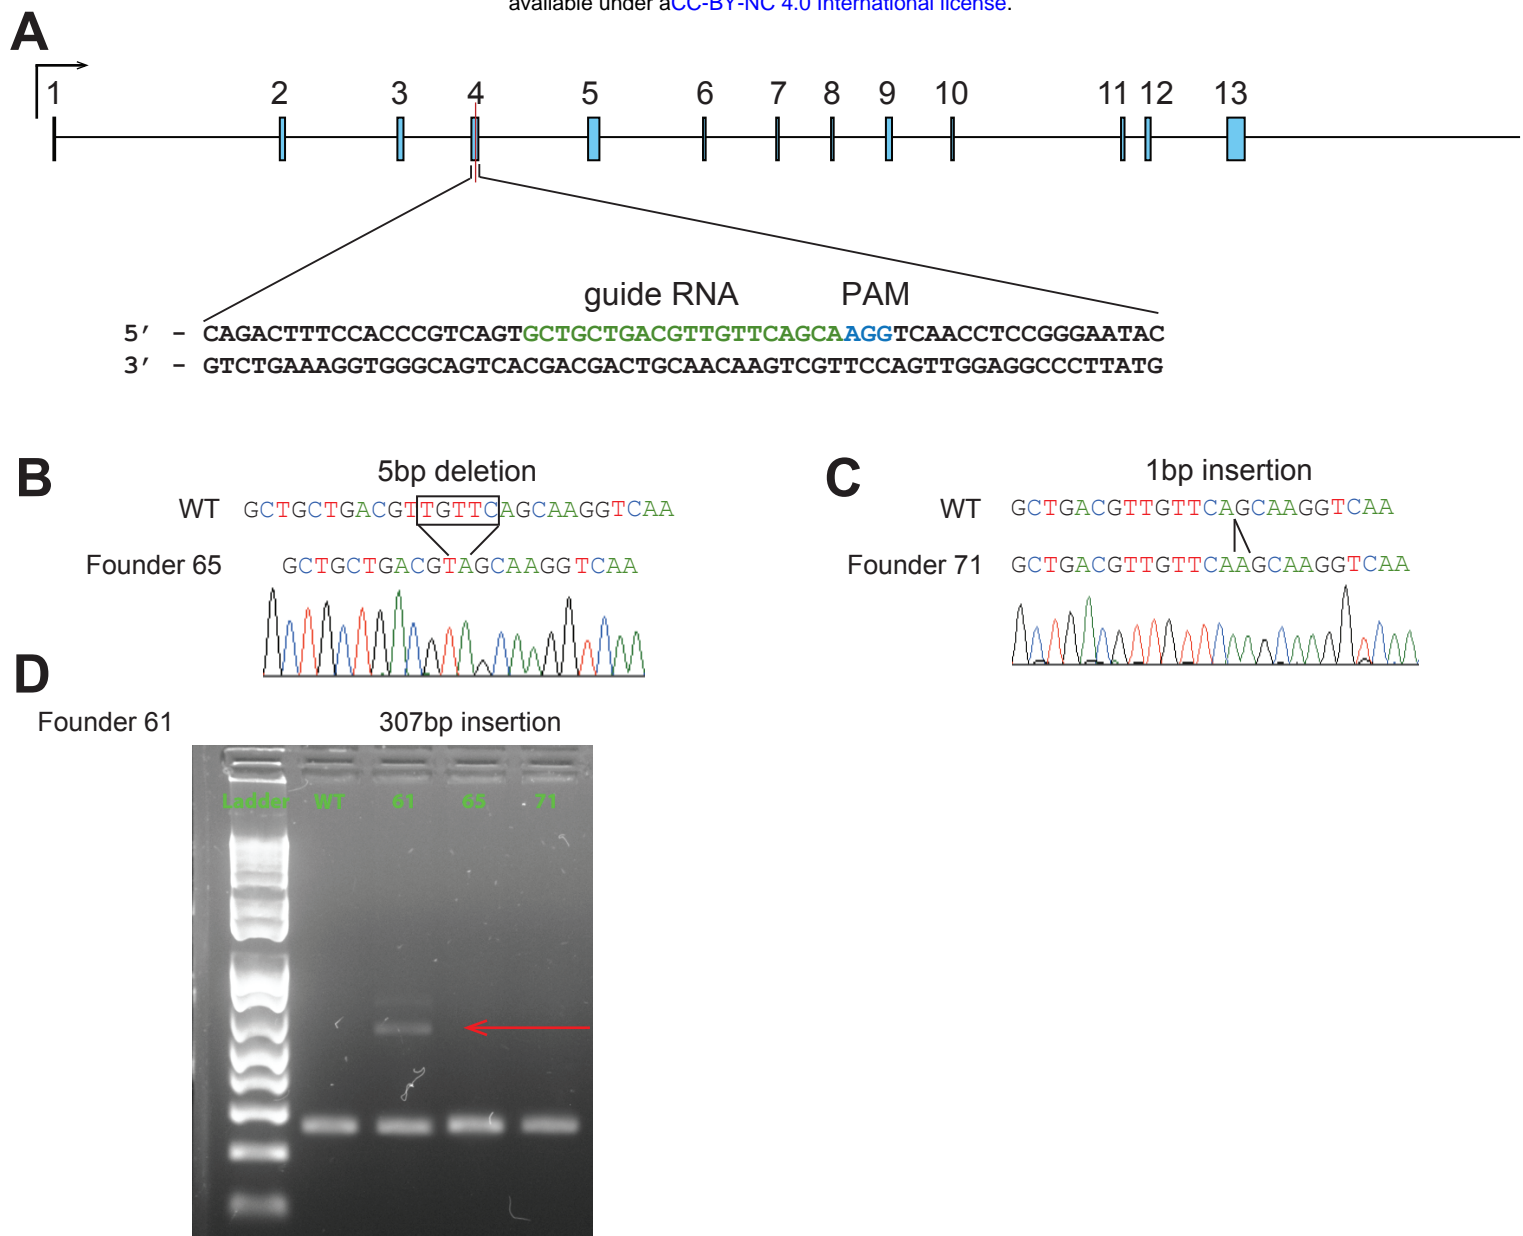 available under aCC-BY-NC 4.0 International license.
A
1 2 3 4 5 6 7 8 9 10 11 12 13
guide RNA PAM
5′ - CAGACTTTCCACCCGTCAGTGCTGCTGACGTTGTTCAGCAAGGTCAACCTCCGGGAATAC
3′ - GTCTGAAAGGTGGGCAGTCACGACGACTGCAACAAGTCGTTCCAGTTGGAGGCCCTTATG
B
5bp deletion
WT GCTGCTGACGTTGTTCAGCAAGGTCAA
Founder 65 GCTGCTGACGTAGCAAGGTCAA
C
1bp insertion
WT GCTGACGTTGTTCAGCAAGGTCAA
Founder 71 GCTGACGTTGTTCAAGCAAGGTCAA
D
Founder 61 307bp insertion
Ladder WT 61 65 71